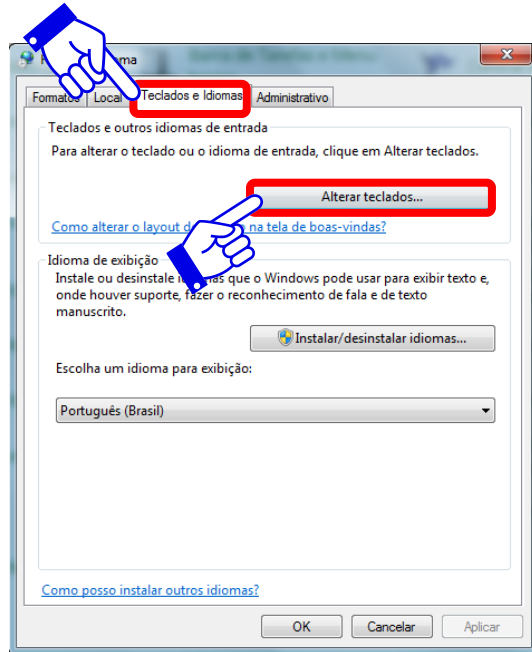 ma
Formatos Local Teclados e Idiomas Administrativo
Teclados e outros idiomas de entrada
Para alterar o teclado ou o idioma de entrada, clique em Alterar teclados.
Alterar teclados...
Como alterar o layout d na tela de boas-vindas?
Idioma de exibição
Instale ou desinstale idiomas que o Windows pode usar para exibir texto e,
onde houver suporte, fazer o reconhecimento de fala e de texto
manuscrito.
Instalar/desinstalar idiomas...
Escolha um idioma para exibição:
Português (Brasil)
Como posso instalar outros idiomas?
OK Cancelar Aplicar